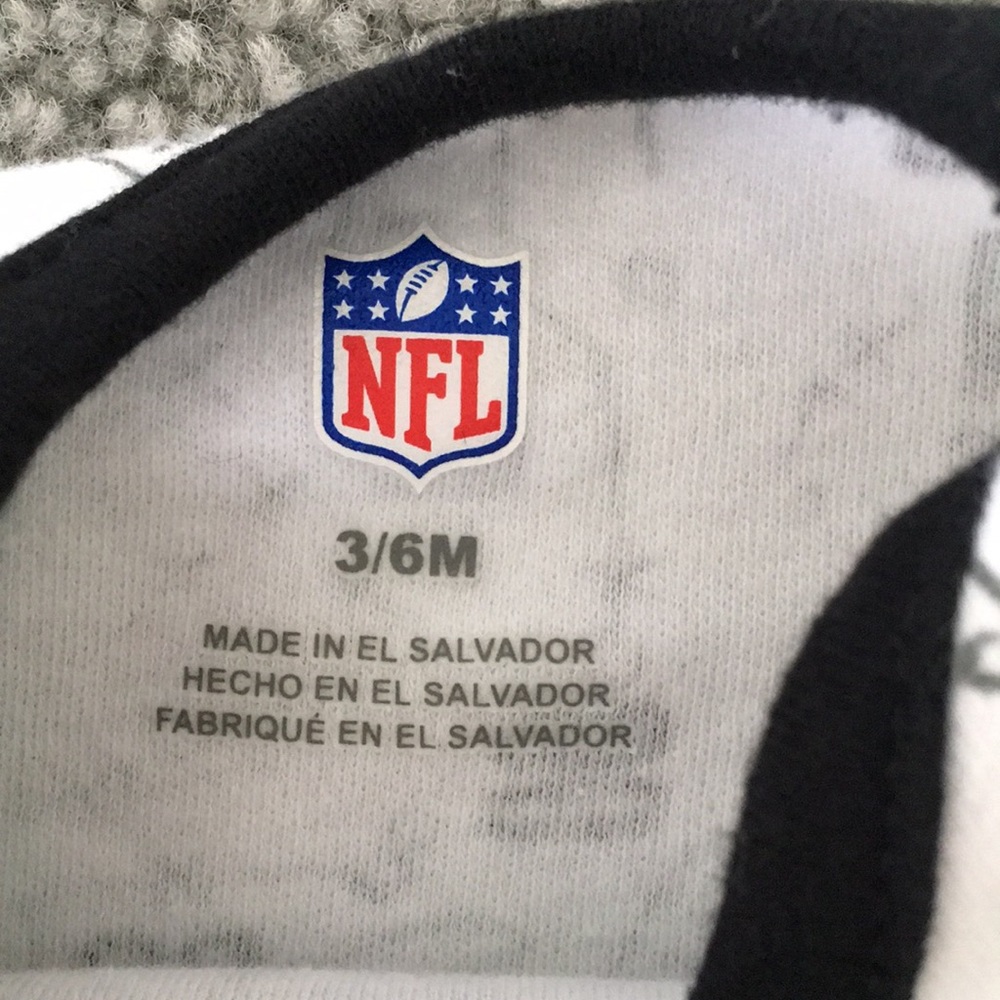 NFL
3/6M
MADE IN EL SALVADOR
HECHO EN EL SALVADOR
FABRIQUÉ EN EL SALVADOR